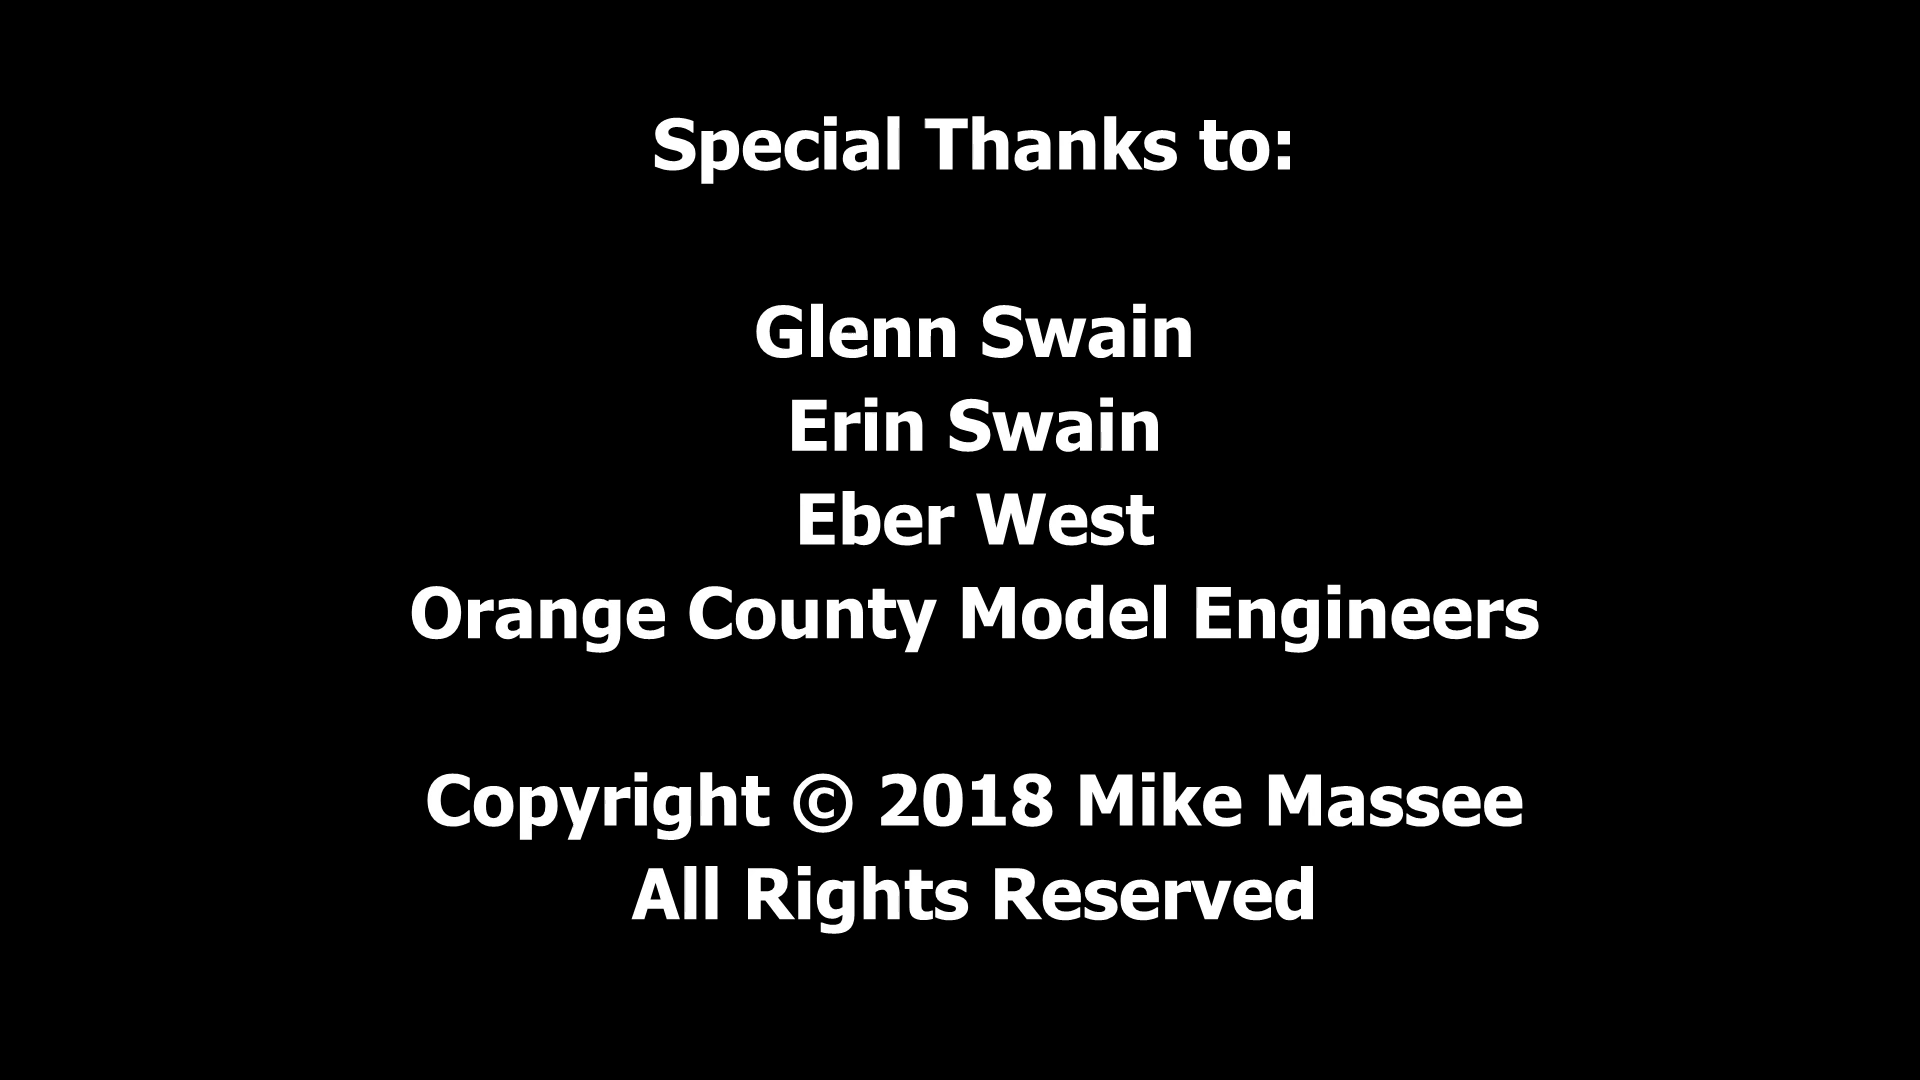 Special Thanks to:
Glenn Swain
Erin Swain
Eber West
Orange County Model Engineers
Copyright © 2018 Mike Massee
All Rights Reserved